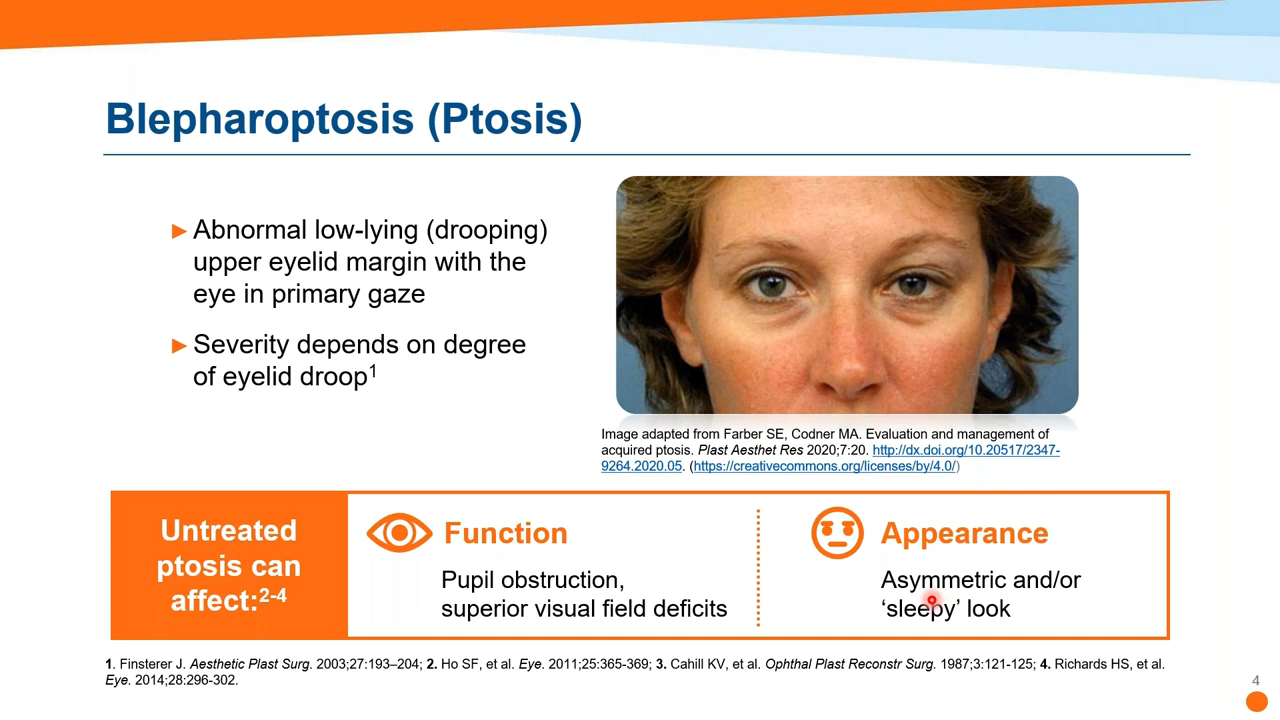 Blepharoptosis (Ptosis)
► Abnormal low-lying (drooping)
upper eyelid margin with the
eye in primary gaze
► Severity depends on degree
of eyelid droop¹
Image adapted from Farber SE, Codner MA. Evaluation and management of
acquired ptosis. Plast Aesthet Res 2020;7:20. http://dx.doi.org/10.20517/2347-
9264.2020.05. (https://creativecommons.org/licenses/by/4.0/)
Untreated
ptosis can
affect:²⁻⁴
Function
Pupil obstruction,
superior visual field deficits
Appearance
Asymmetric and/or
‘sleepy’ look
1. Finsterer J. Aesthetic Plast Surg. 2003;27:193–204; 2. Ho SF, et al. Eye. 2011;25:365-369; 3. Cahill KV, et al. Ophthal Plast Reconstr Surg. 1987;3:121-125; 4. Richards HS, et al.
Eye. 2014;28:296-302.
4